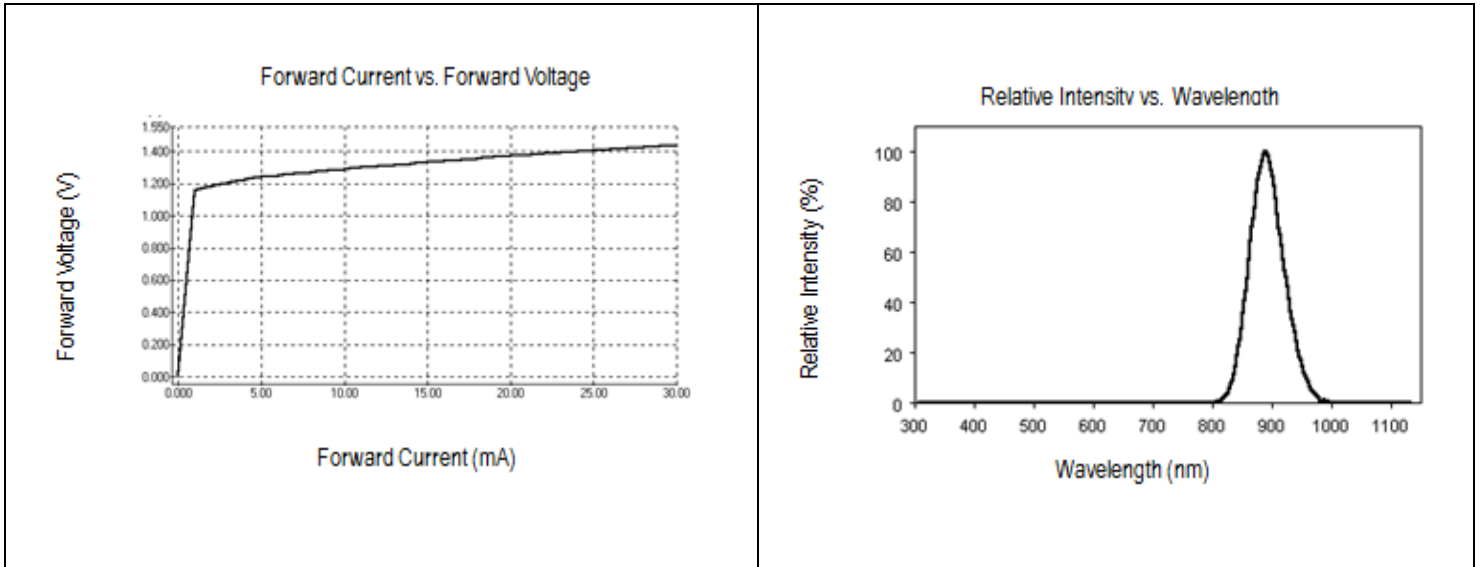 Forward Current vs. Forward Voltage
Forward Voltage (V)
1.550
1.400
1.200
1.000
0.800
0.600
0.400
0.200
0.000
0.000 5.00 10.00 15.00 20.00 25.00 30.00
Forward Current (mA)
Relative Intensity vs. Wavelength
Relative Intensity (%)
100
80
60
40
20
0
300 400 500 600 700 800 900 1000 1100
Wavelength (nm)